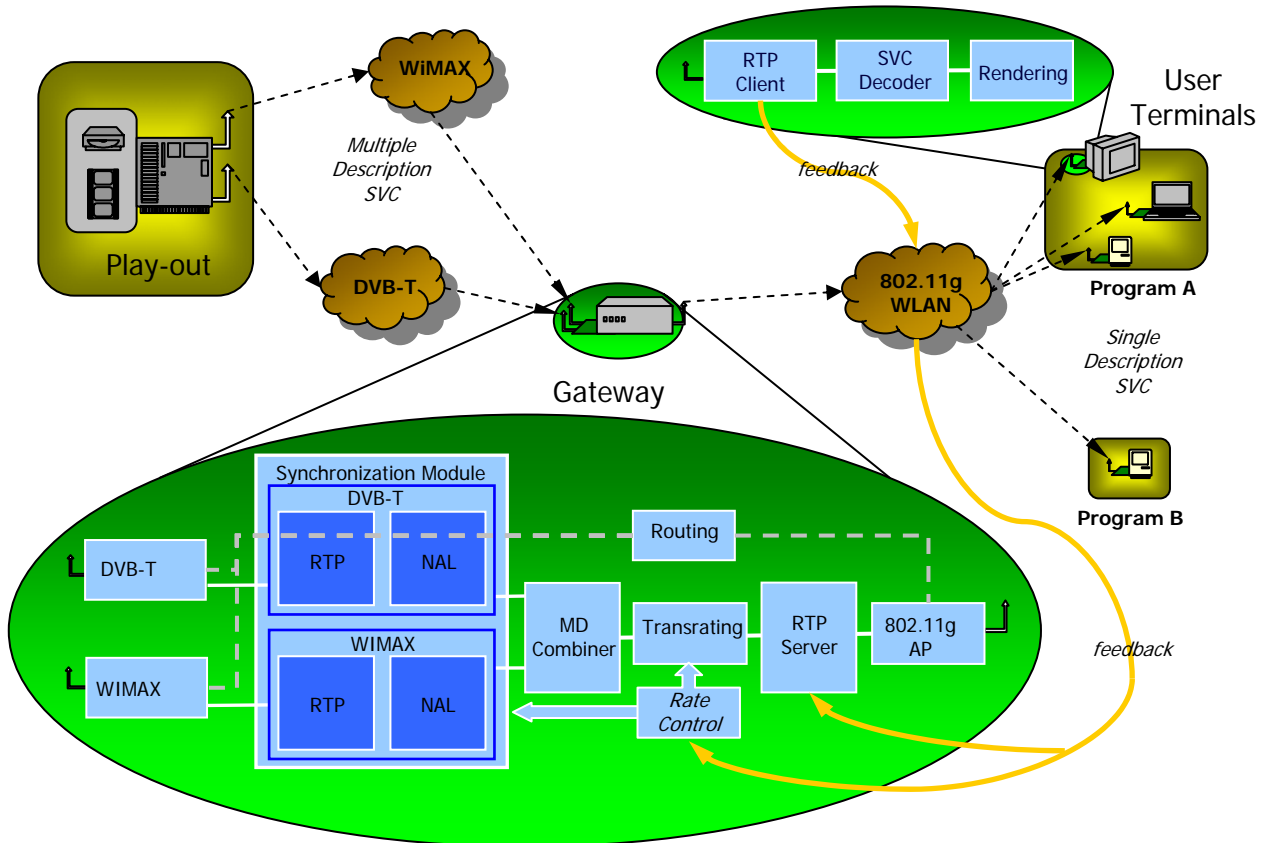 Play-out
WiMAX
Multiple
Description
SVC
DVB-T
RTP
Client
SVC
Decoder
Rendering
User
Terminals
feedback
802.11g
WLAN
Program A
Single
Description
SVC
Program B
Gateway
Synchronization Module
DVB-T
RTP
NAL
WIMAX
RTP
NAL
DVB-T
WIMAX
Routing
MD
Combiner
Transrating
RTP
Server
802.11g
AP
Rate
Control
feedback